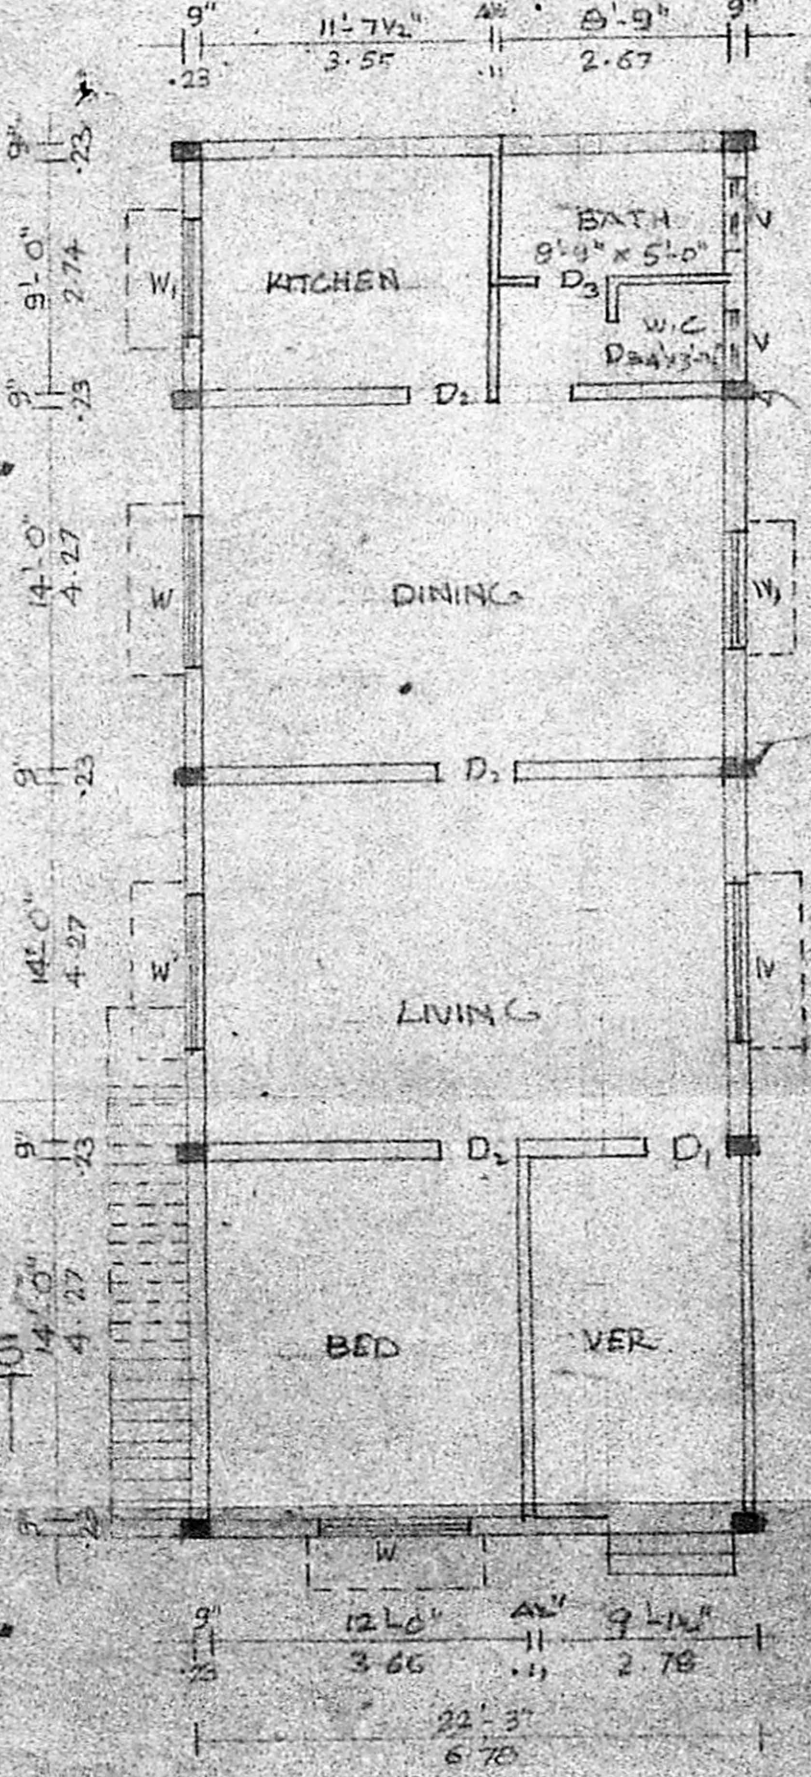 9" 11'-7½" 4½ 8'-9" 9"
.23 3.55 .11 2.67
9" .23
BATH
V
8'-9" x 5'-0"
9'-0" 2.74
W₁
KITCHEN
D₃
W.C
V
9" .23
D₂
14'-0" 4.27
W
DINING
W₁
9" .23
D₂
14'-0" 4.27
W
W
LIVING
9" .23
D₂
D₁
14'-0" 4.27
BED
VER.
9" .23
W
9" 12'-0" 4½" 9'-1½"
.23 3.66 .11 2.78
22'-3"
6.78